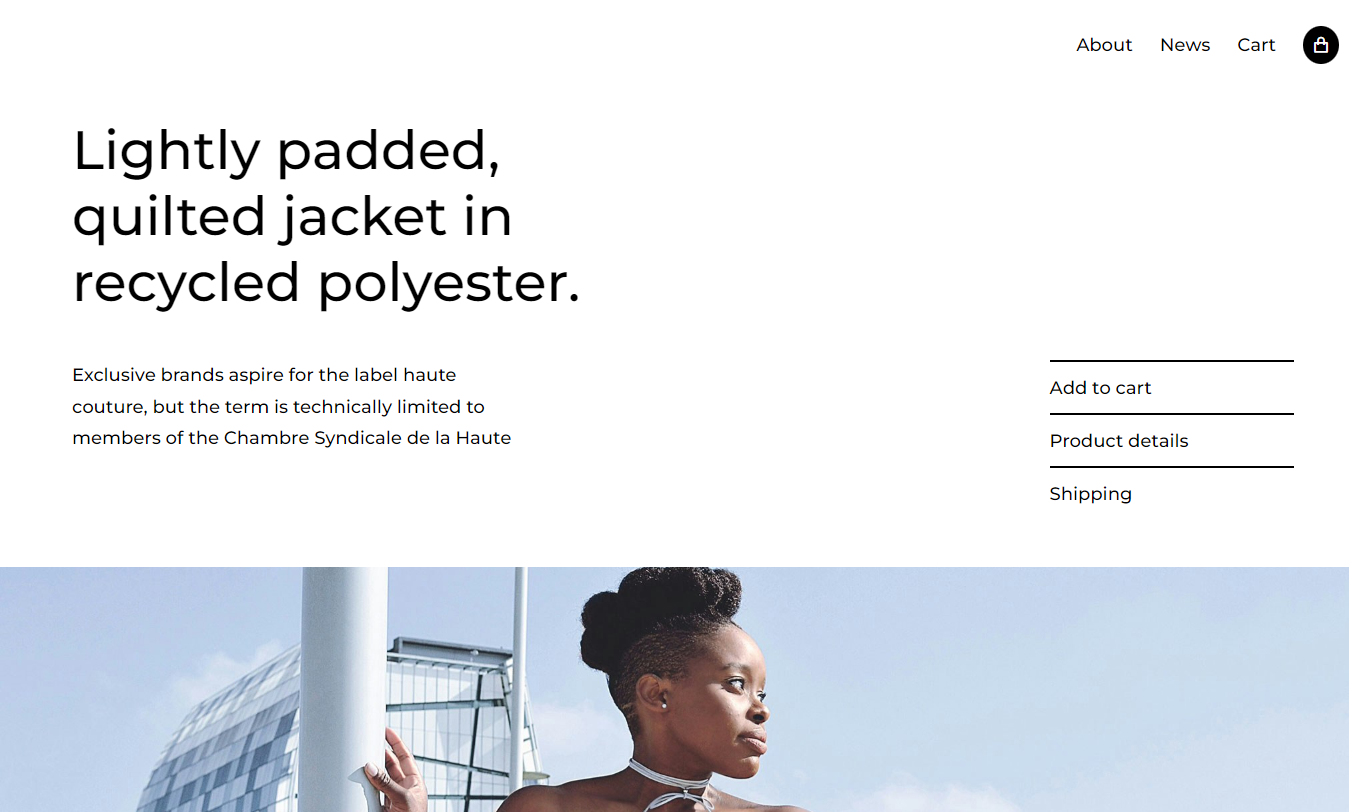 About News Cart
Lightly padded,
quilted jacket in
recycled polyester.
Exclusive brands aspire for the label haute
couture, but the term is technically limited to
members of the Chambre Syndicale de la Haute
Add to cart
Product details
Shipping